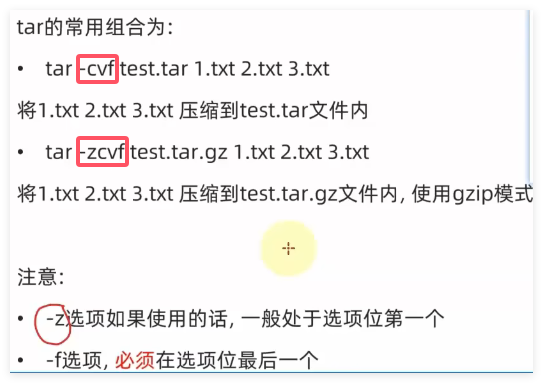 tar的常用组合为:
• tar -cvf test.tar 1.txt 2.txt 3.txt
将1.txt 2.txt 3.txt 压缩到test.tar文件内
• tar -zcvf test.tar.gz 1.txt 2.txt 3.txt
将1.txt 2.txt 3.txt 压缩到test.tar.gz文件内, 使用gzip模式
注意:
• -z选项如果使用的话, 一般处于选项位第一个
• -f选项, 必须在选项位最后一个